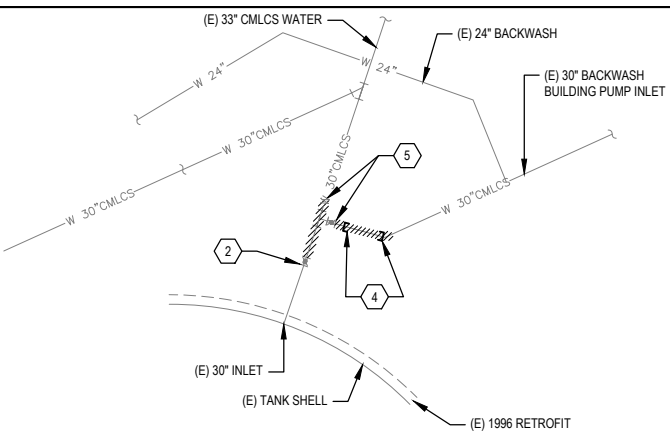 (E) 33" CMLCS WATER
(E) 24" BACKWASH
W 24"
W 24"
(E) 30" BACKWASH
BUILDING PUMP INLET
W 30"CMLCS
W 30"CMLCS
5
W 30"CMLCS
W 30"CMLCS
2
4
(E) 30" INLET
(E) TANK SHELL
(E) 1996 RETROFIT